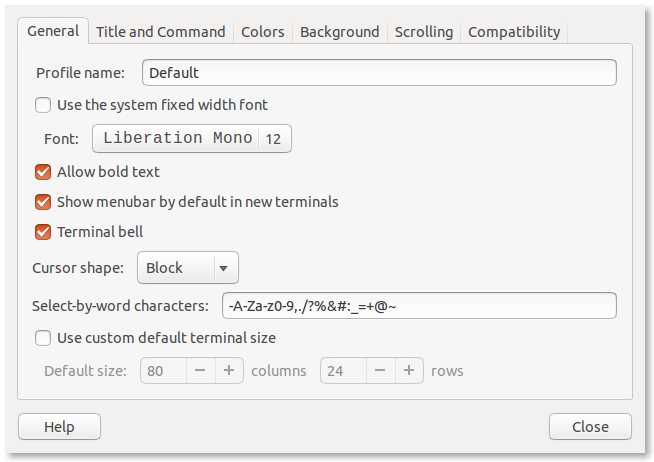 General Title and Command Colors Background Scrolling Compatibility
Profile name: Default
Use the system fixed width font
Font: Liberation Mono 12
Allow bold text
Show menubar by default in new terminals
Terminal bell
Cursor shape: Block
Select-by-word characters: -A-Za-z0-9,./?%&#:_=+@~
Use custom default terminal size
Default size: 80 − + columns 24 − + rows
Help Close